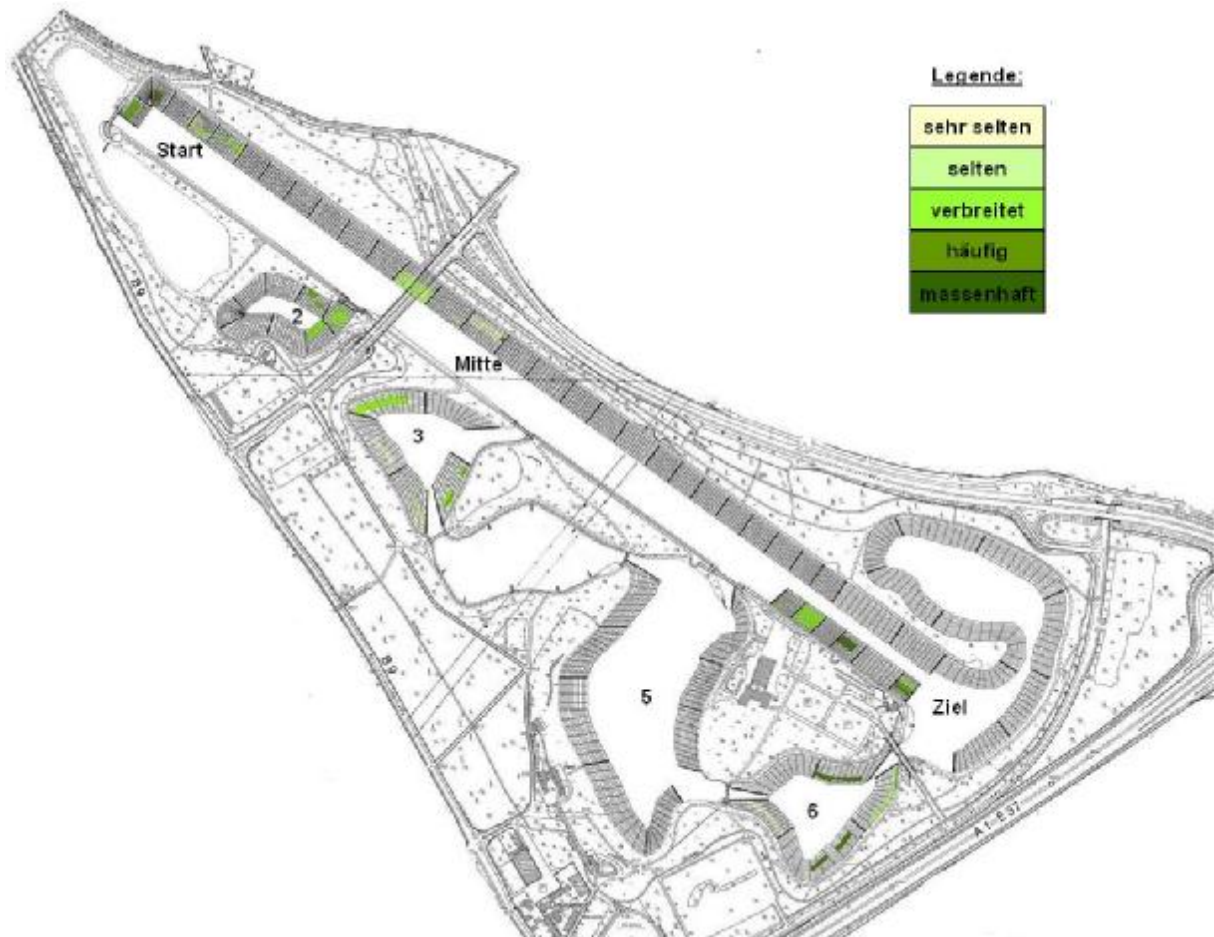 Legende:
sehr selten
selten
verbreitet
häufig
massenhaft
Start
B9
2
Mitte
3
B9
5
Ziel
6
A1-E37